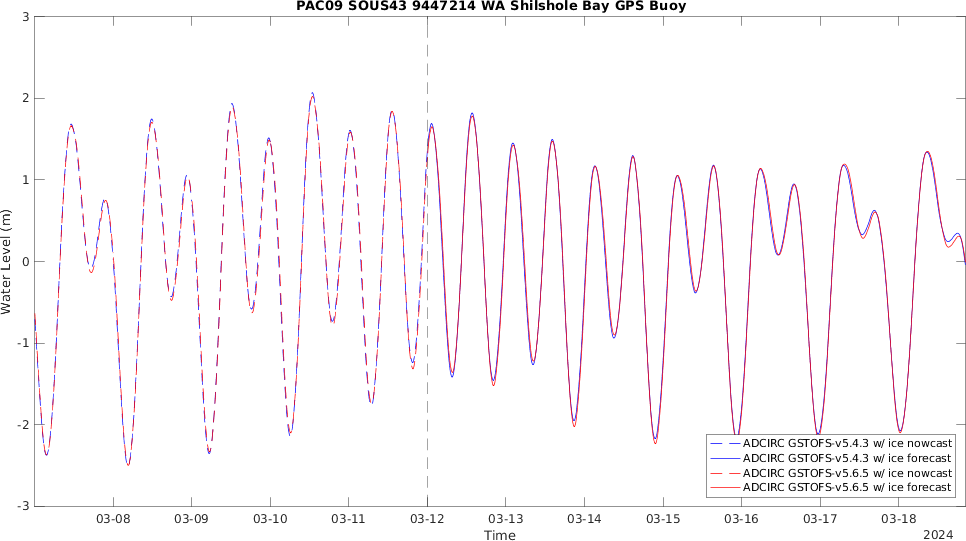 PAC09 SOUS43 9447214 WA Shilshole Bay GPS Buoy
3
2
1
0
-1
-2
-3
Water Level (m)
ADCIRC GSTOFS-v5.4.3 w/ ice nowcast
ADCIRC GSTOFS-v5.4.3 w/ ice forecast
ADCIRC GSTOFS-v5.6.5 w/ ice nowcast
ADCIRC GSTOFS-v5.6.5 w/ ice forecast
03-08 03-09 03-10 03-11 03-12 03-13 03-14 03-15 03-16 03-17 03-18
Time
2024